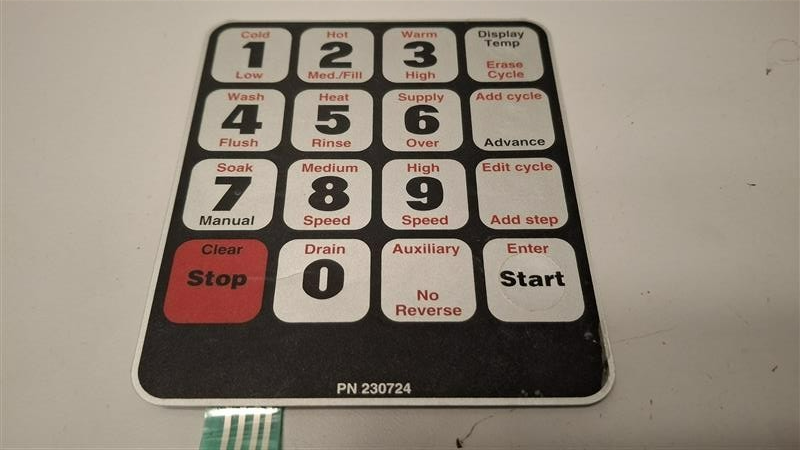 Cold
1
Low
Hot
2
Med./Fill
Warm
3
High
Display
Temp
Erase
Cycle
Wash
4
Flush
Heat
5
Rinse
Supply
6
Over
Add cycle
Advance
Soak
7
Manual
Medium
8
Speed
High
9
Speed
Edit cycle
Add step
Clear
Stop
Drain
0
Auxiliary
No
Reverse
Enter
Start
PN 230724